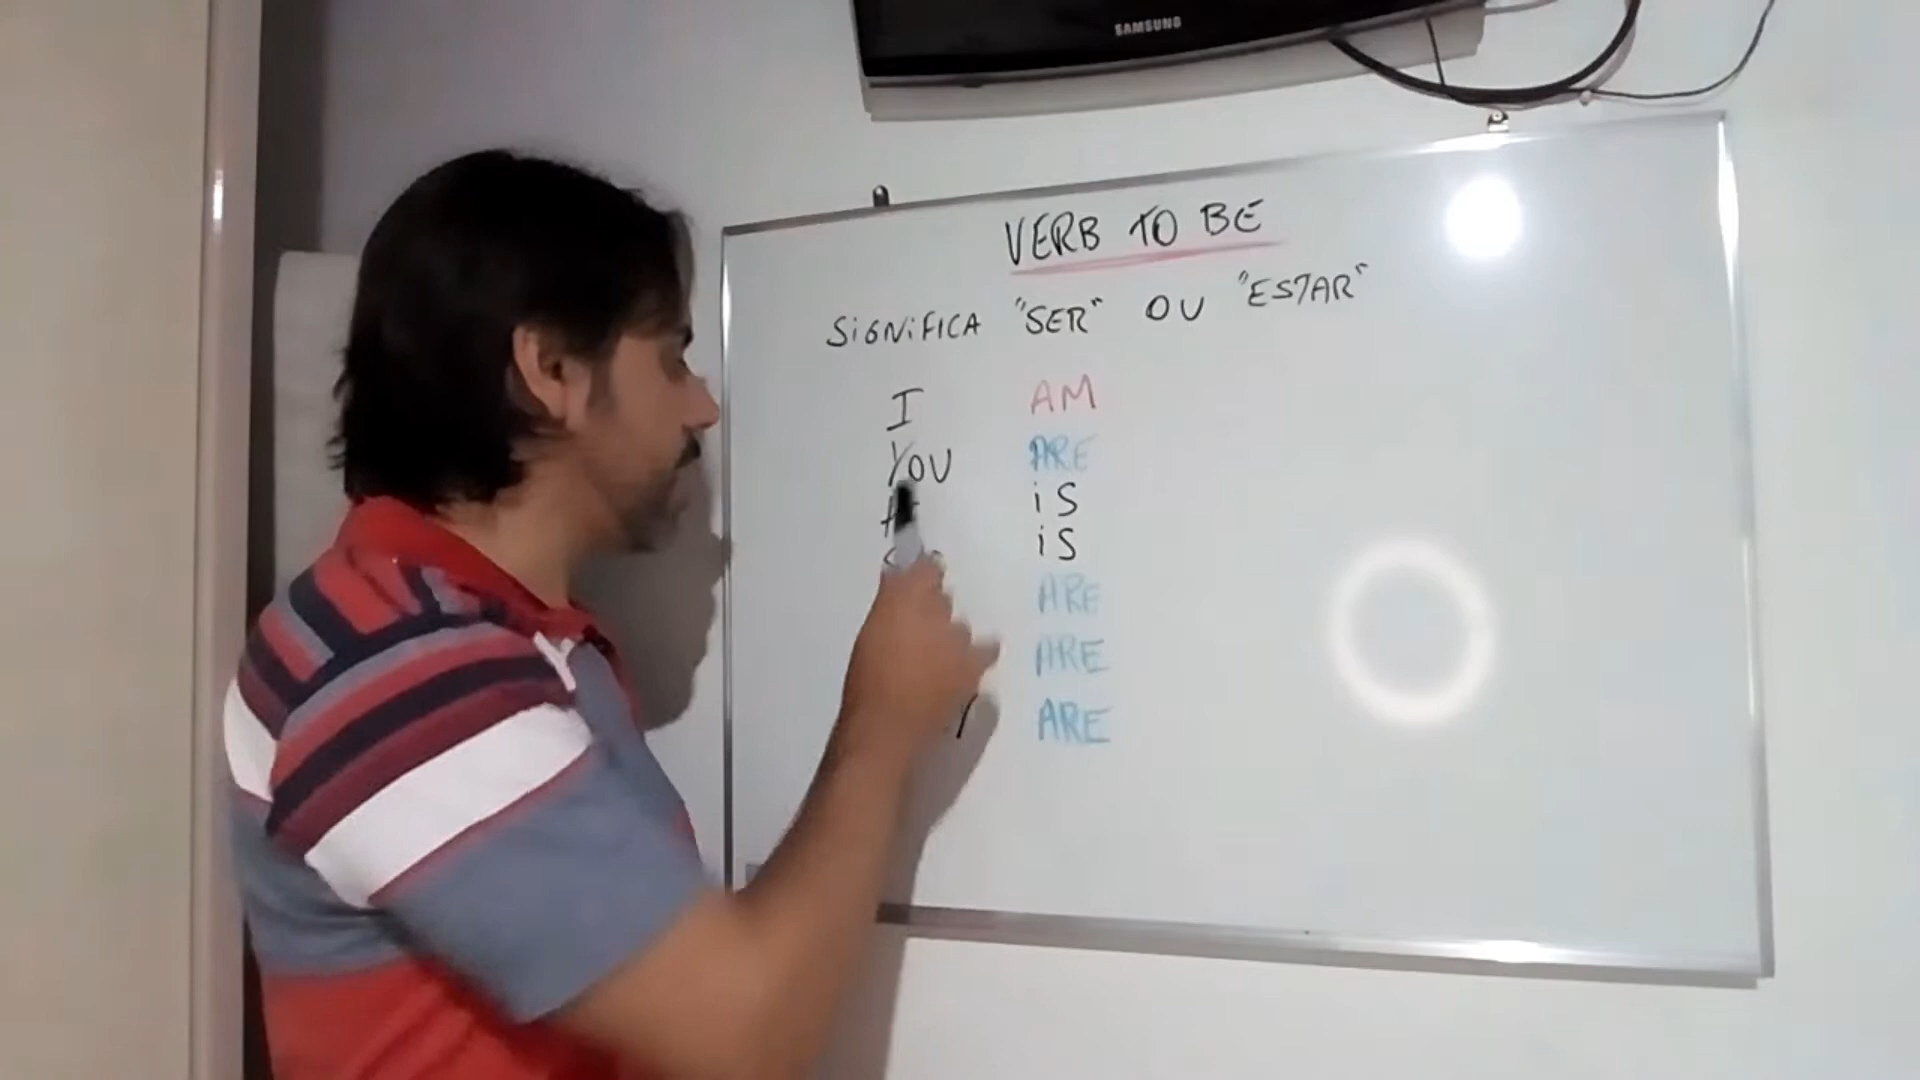 SAMSUNG
VERB TO BE
SiGNiFiCA "SER" OU "ESTAR"
I AM
YOU ARE
iS
iS
ARE
ARE
ARE